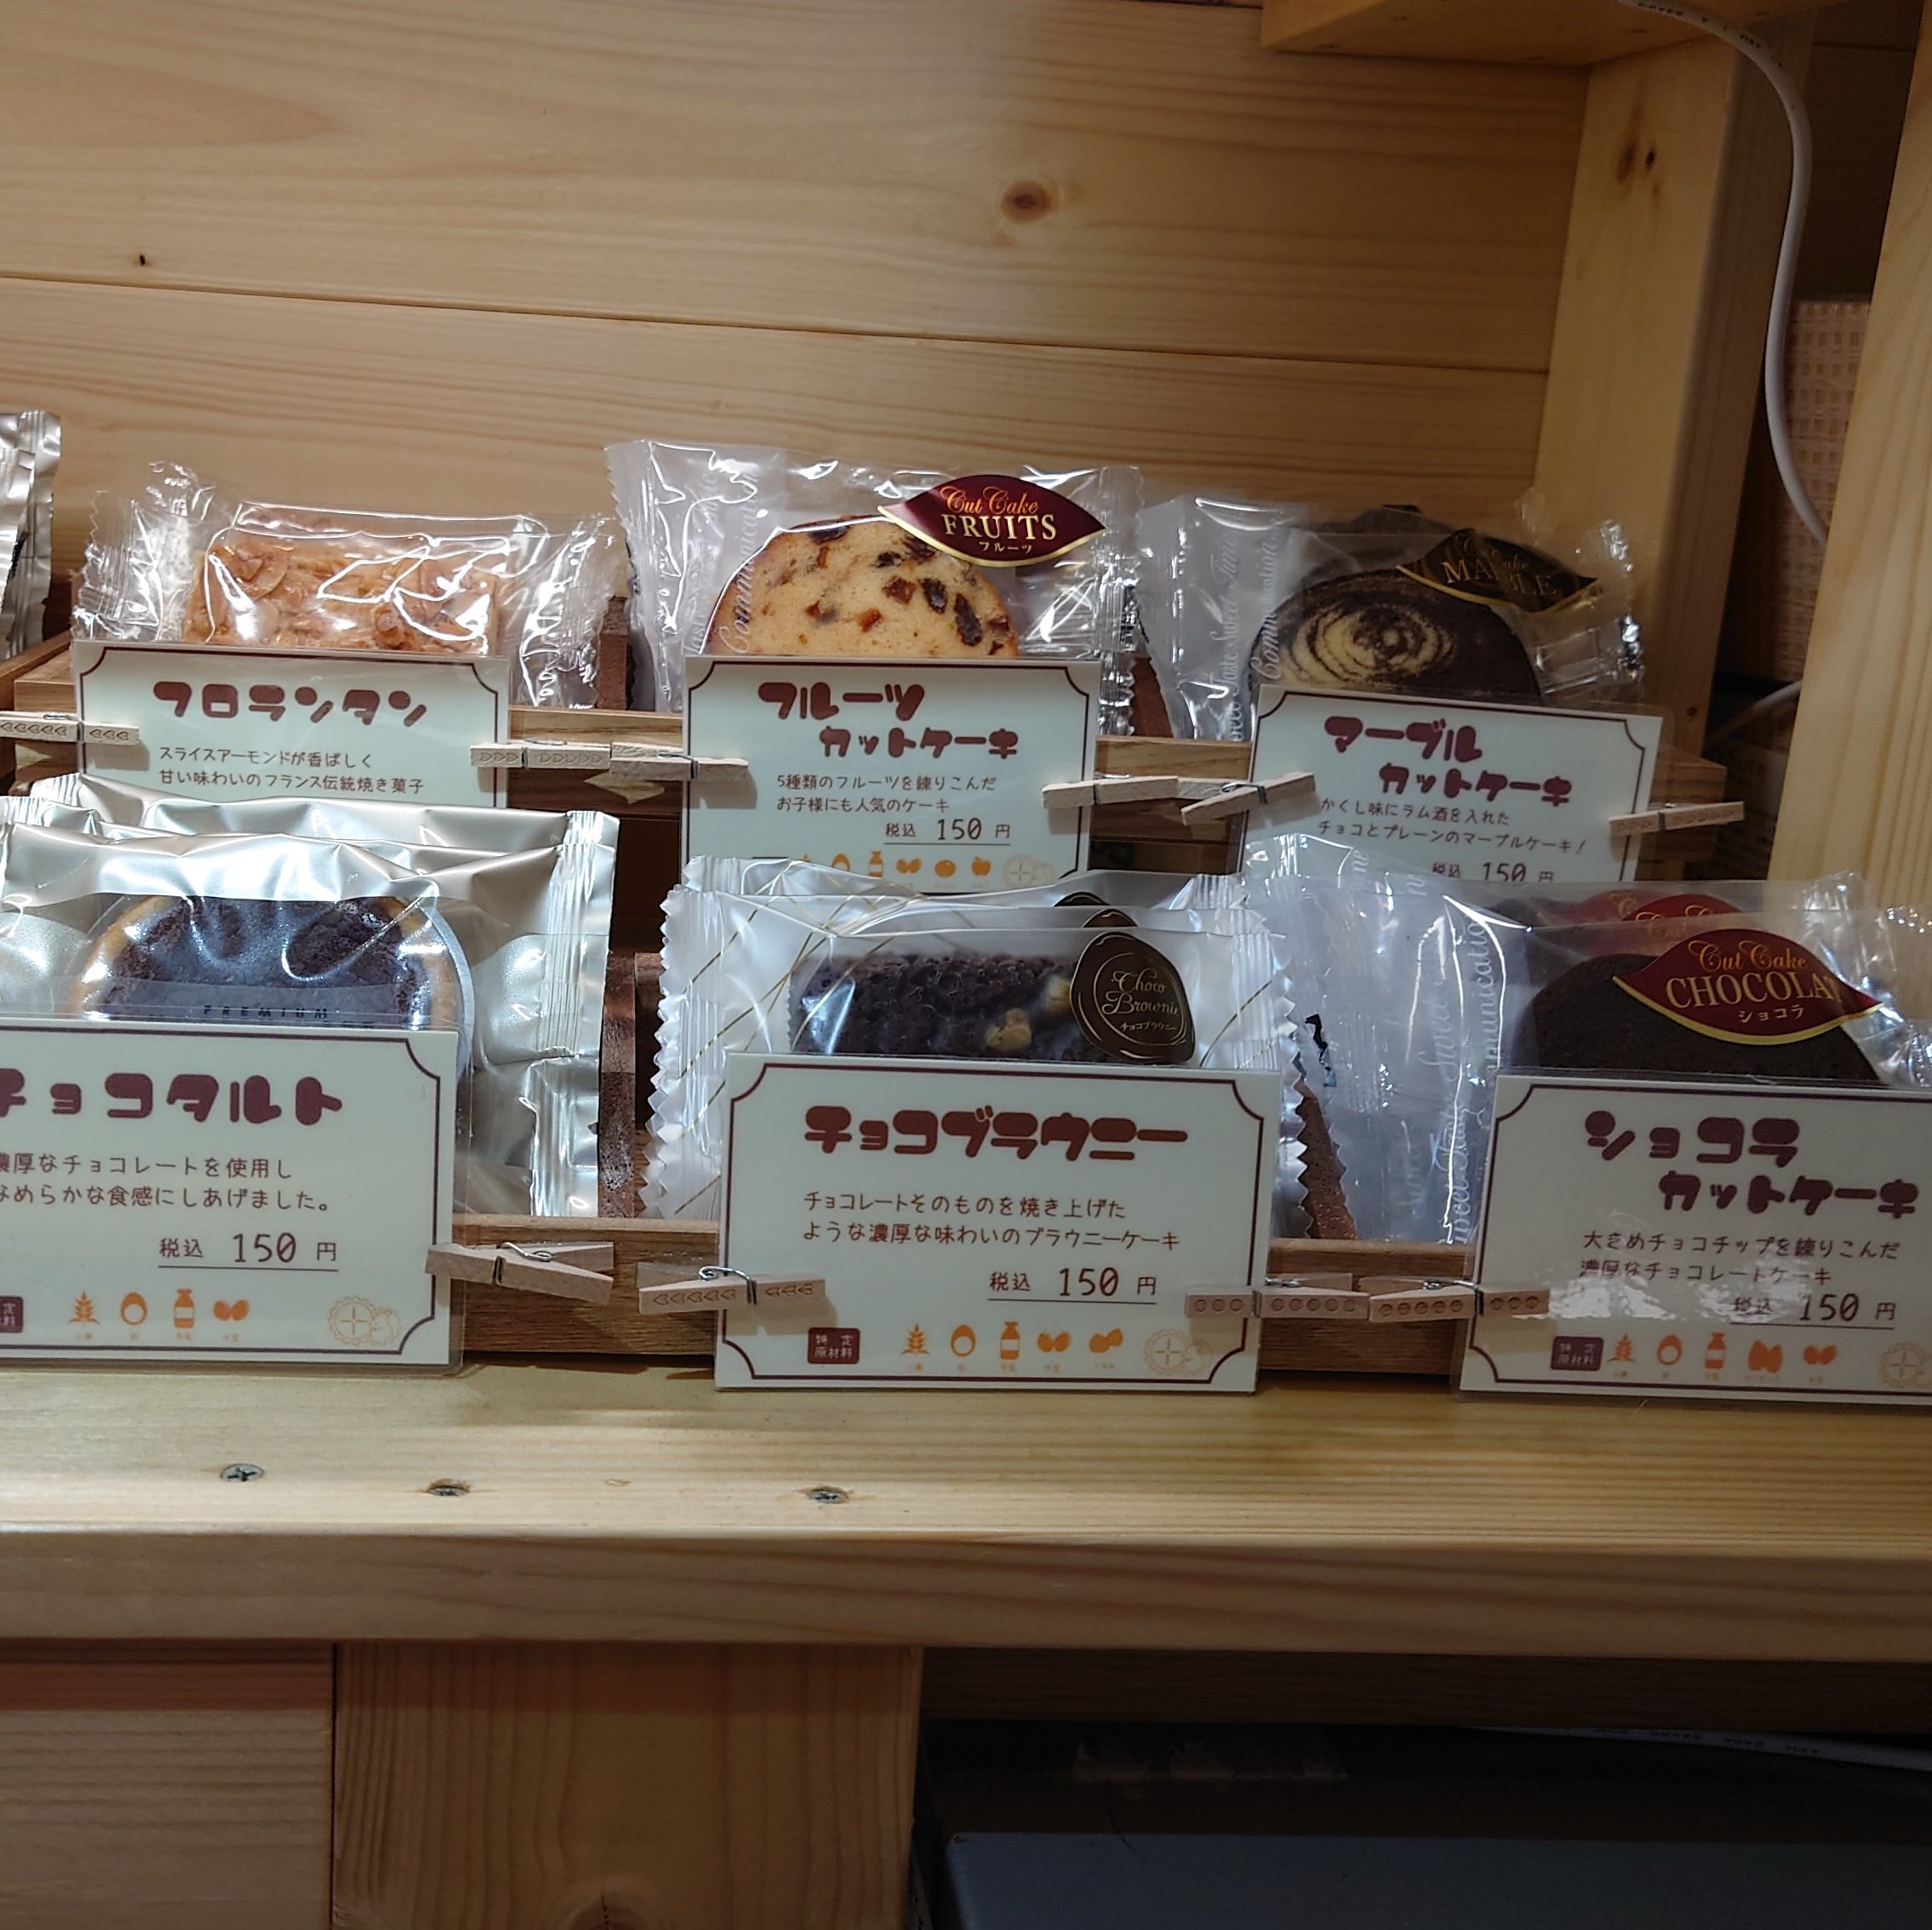 Cut Cake
FRUITS
フルーツ
フロランタン
スライスアーモンドが香ばしく
甘い味わいのフランス伝統焼き菓子
フルーツ
カットケーキ
5種類のフルーツを練りこんだ
お子様にも人気のケーキ
税込 150 円
マーブル
カットケーキ
かくし味にラム酒を入れた
チョコとプレーンのマーブルケーキ!
税込 150 円
PREMIUM
チョコタルト
濃厚なチョコレートを使用し
なめらかな食感にしあげました。
税込 150 円
Choco
Brownie
チョコブラウニー
チョコブラウニー
チョコレートそのものを焼き上げた
ような濃厚な味わいのブラウニーケーキ
税込 150 円
特定
原材料
Cut Cake
CHOCOLA
ショコラ
ショコラ
カットケーキ
大きめチョコチップを練りこんだ
濃厚なチョコレートケーキ
税込 150 円
特定
原材料